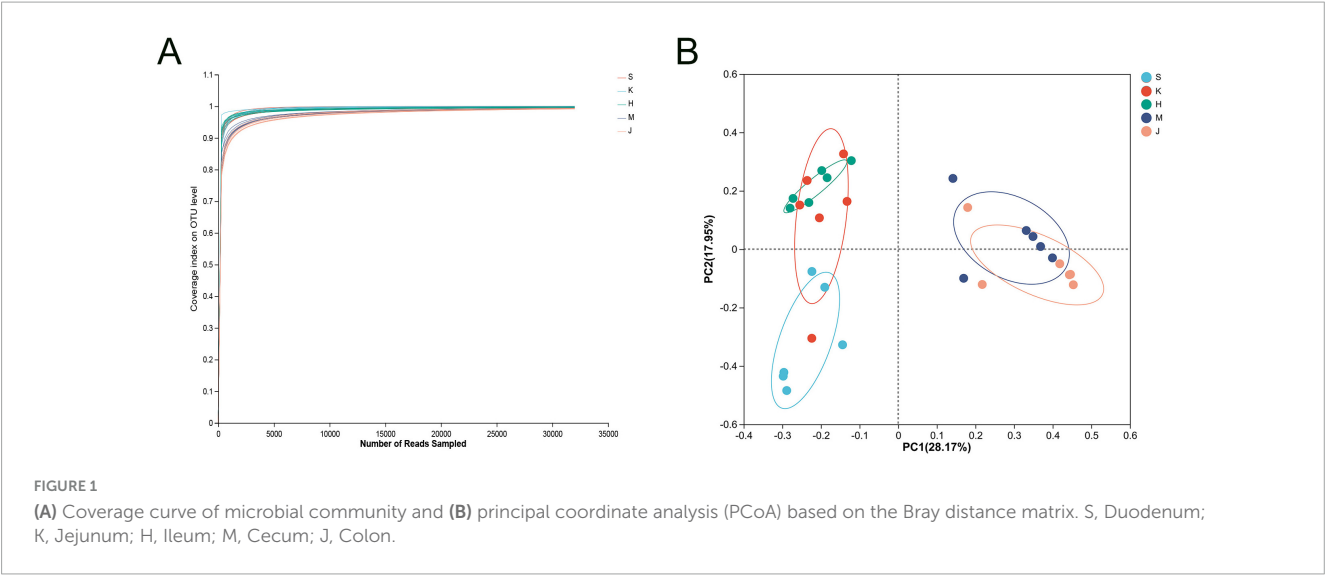 A
B
1.1
1
0.9
0.8
0.7
0.6
0.5
0.4
0.3
0.2
0.1
0
Coverage index on OTU level
0 5000 10000 15000 20000 25000 30000 35000
Number of Reads Sampled
S
K
H
M
J
0.6
0.4
0.2
0
-0.2
-0.4
-0.6
PC2(17.95%)
-0.4 -0.3 -0.2 -0.1 0 0.1 0.2 0.3 0.4 0.5 0.6
PC1(28.17%)
S
K
H
M
J
FIGURE 1
(A) Coverage curve of microbial community and (B) principal coordinate analysis (PCoA) based on the Bray distance matrix. S, Duodenum;
K, Jejunum; H, Ileum; M, Cecum; J, Colon.